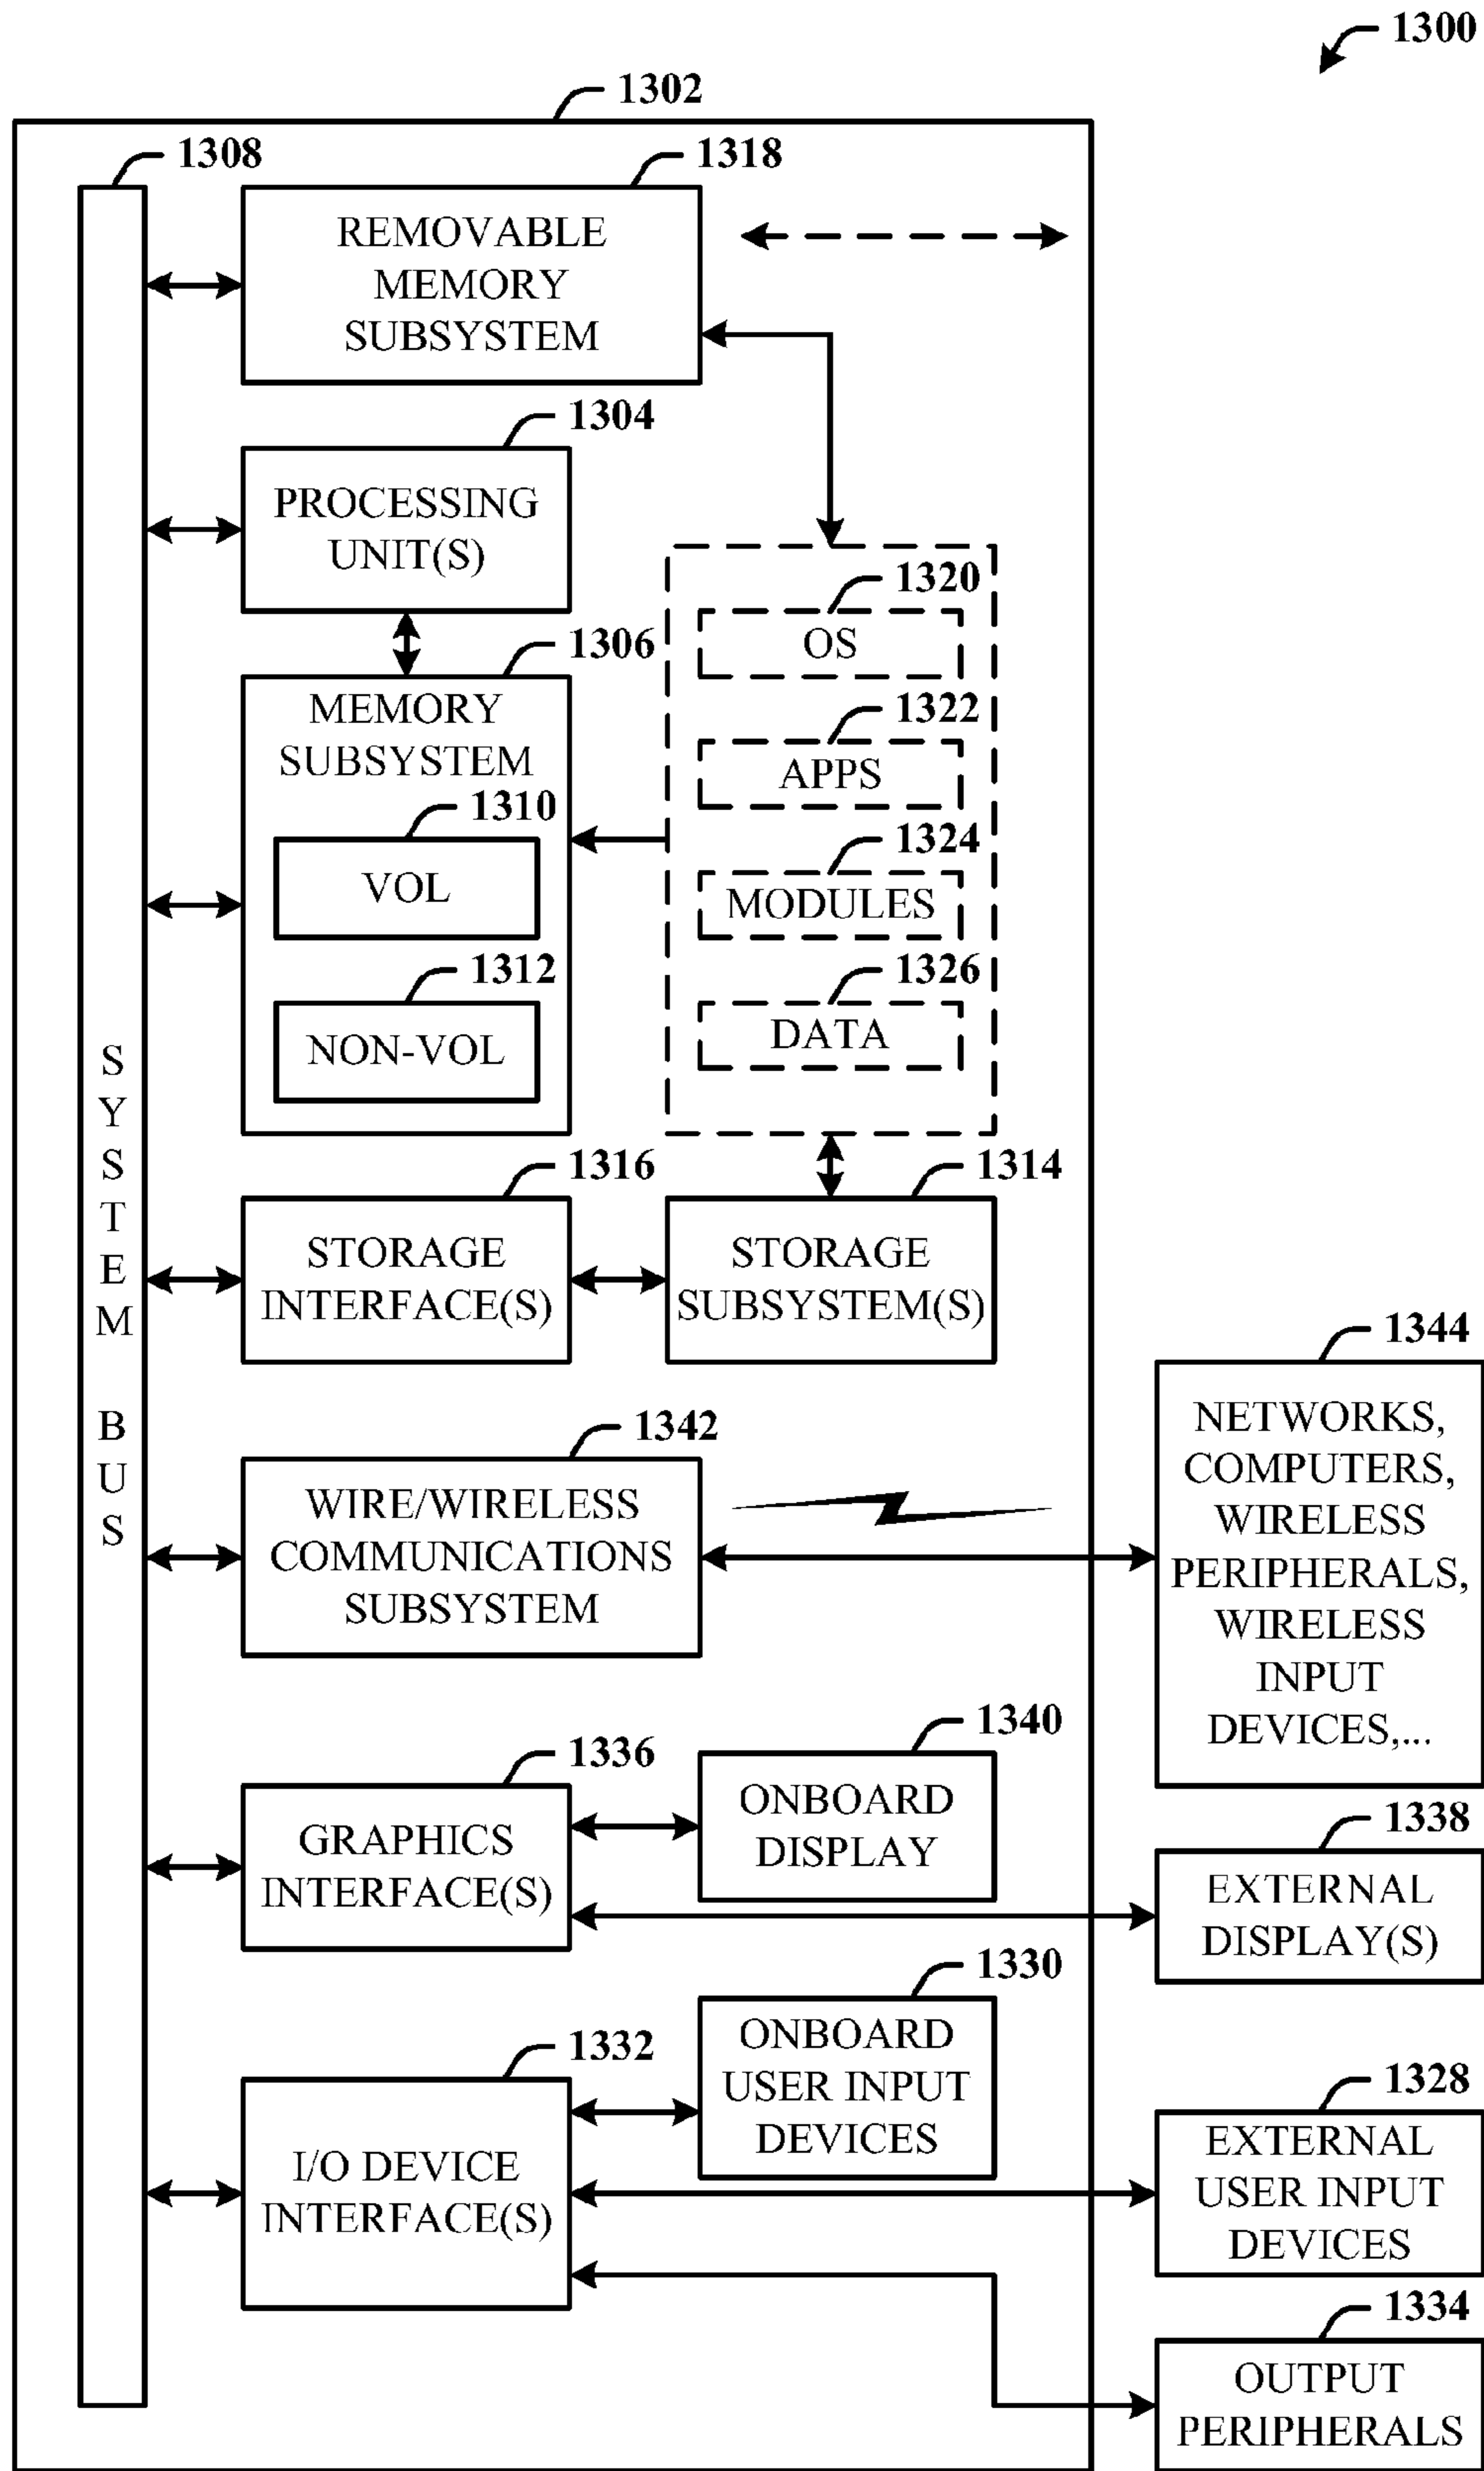 1300
1302
1308
1318
REMOVABLE
MEMORY
SUBSYSTEM
1304
PROCESSING
UNIT(S)
1320
OS
1306
MEMORY
SUBSYSTEM
1322
APPS
1310
VOL
1324
MODULES
1312
NON-VOL
1326
DATA
S
Y
S
T
E
M
B
U
S
1316
STORAGE
INTERFACE(S)
1314
STORAGE
SUBSYSTEM(S)
1342
WIRE/WIRELESS
COMMUNICATIONS
SUBSYSTEM
1344
NETWORKS,
COMPUTERS,
WIRELESS
PERIPHERALS,
WIRELESS
INPUT
DEVICES,...
1336
GRAPHICS
INTERFACE(S)
1340
ONBOARD
DISPLAY
1338
EXTERNAL
DISPLAY(S)
1332
I/O DEVICE
INTERFACE(S)
1330
ONBOARD
USER INPUT
DEVICES
1328
EXTERNAL
USER INPUT
DEVICES
1334
OUTPUT
PERIPHERALS